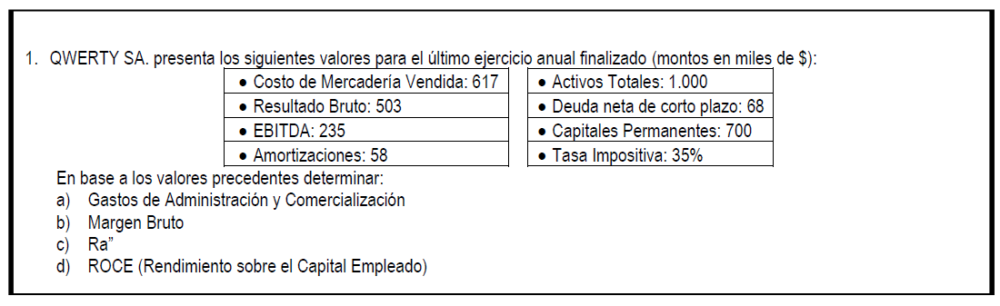 1. QWERTY SA. presenta los siguientes valores para el último ejercicio anual finalizado (montos en miles de $):
• Costo de Mercadería Vendida: 617
• Resultado Bruto: 503
• EBITDA: 235
• Amortizaciones: 58
• Activos Totales: 1.000
• Deuda neta de corto plazo: 68
• Capitales Permanentes: 700
• Tasa Impositiva: 35%
En base a los valores precedentes determinar:
a) Gastos de Administración y Comercialización
b) Margen Bruto
c) Ra”
d) ROCE (Rendimiento sobre el Capital Empleado)